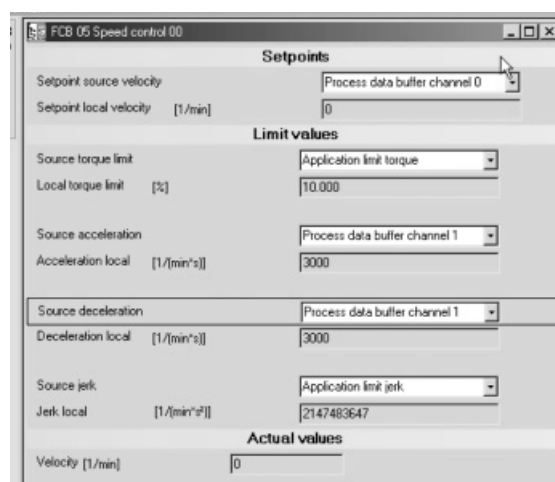 FCB 05 Speed control 00
Setpoints
Setpoint source velocity Process data buffer channel 0
Setpoint local velocity [1/min] 0
Limit values
Source torque limit Application limit torque
Local torque limit [%] 10.000
Source acceleration Process data buffer channel 1
Acceleration local [1/(min*s)] 3000
Source deceleration Process data buffer channel 1
Deceleration local [1/(min*s)] 3000
Source jerk Application limit jerk
Jerk local [1/(min*s²)] 2147483647
Actual values
Velocity [1/min] 0